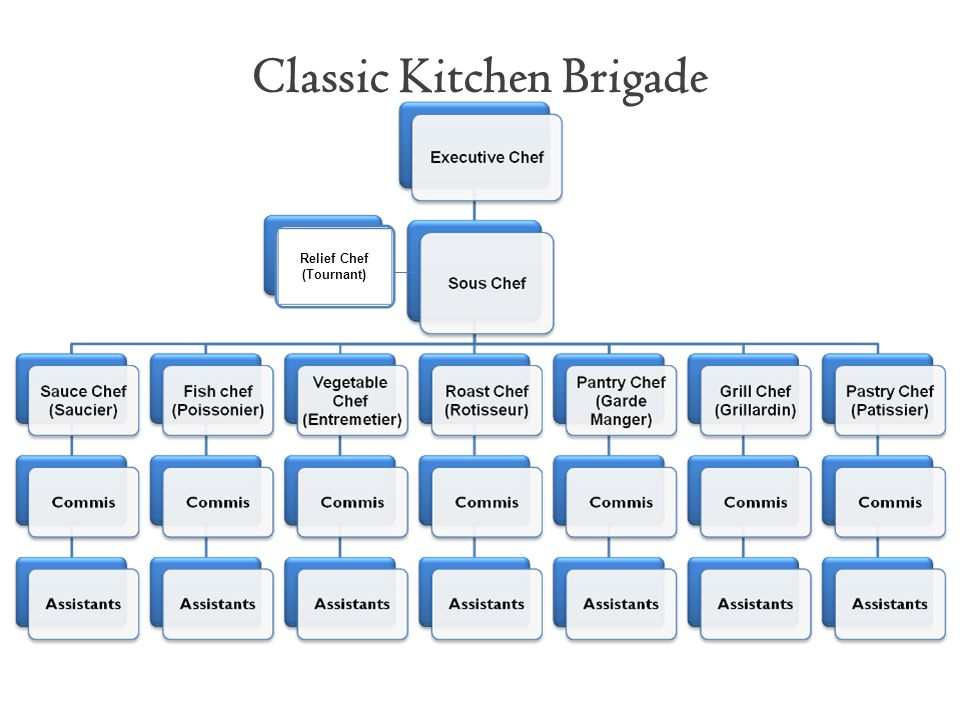 Classic Kitchen Brigade
Executive Chef
Relief Chef
(Tournant)
Sous Chef
Sauce Chef
(Saucier)
Fish chef
(Poissonier)
Vegetable
Chef
(Entremetier)
Roast Chef
(Rotisseur)
Pantry Chef
(Garde
Manger)
Grill Chef
(Grillardin)
Pastry Chef
(Patissier)
Commis
Commis
Commis
Commis
Commis
Commis
Commis
Assistants
Assistants
Assistants
Assistants
Assistants
Assistants
Assistants